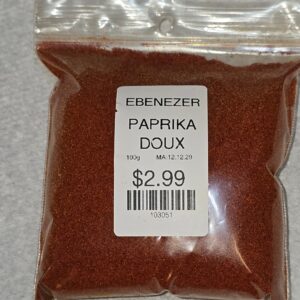 EBENEZER
PAPRIKA
DOUX
100g MA 12.12.20
$2.99
103051